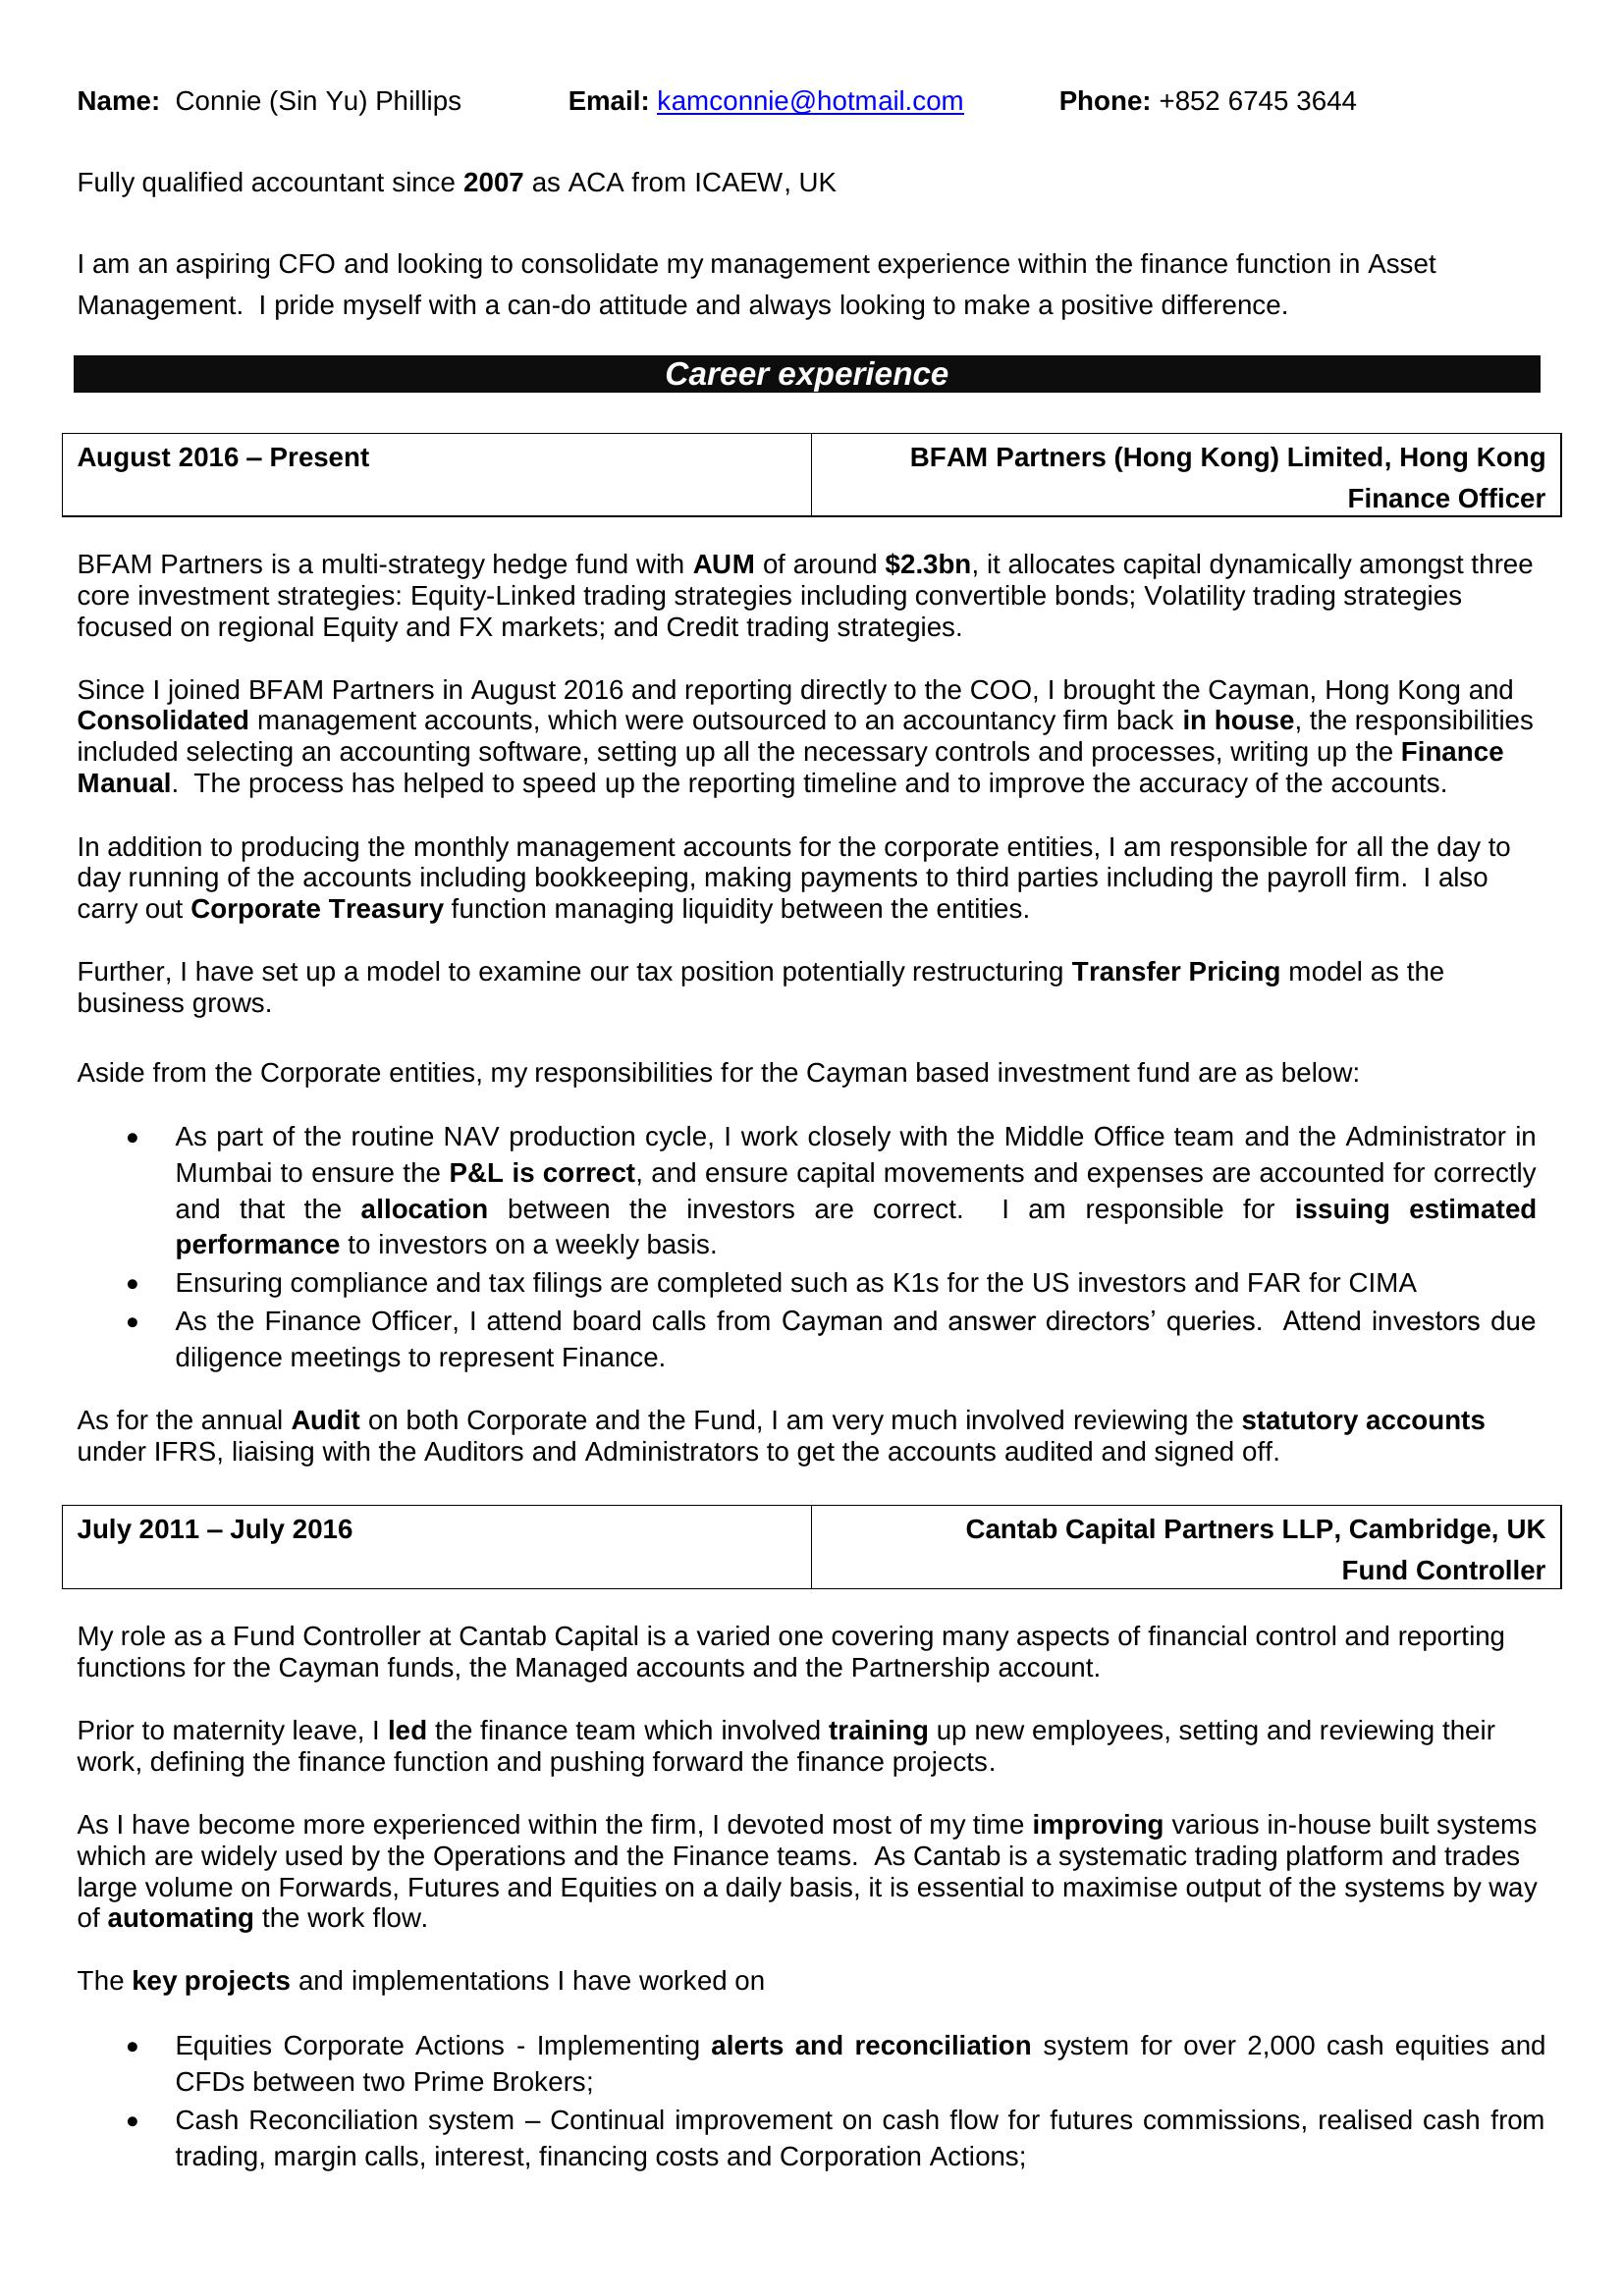 Name:  Connie (Sin Yu) Phillips Email: kamconnie@hotmail.com Phone: +852 6745 3644
Fully qualified accountant since 2007 as ACA from ICAEW, UK
I am an aspiring CFO and looking to consolidate my management experience within the finance function in Asset
Management.  I pride myself with a can-do attitude and always looking to make a positive difference.
Career experience
August 2016 – Present BFAM Partners (Hong Kong) Limited, Hong Kong
Finance Officer
BFAM Partners is a multi-strategy hedge fund with AUM of around $2.3bn, it allocates capital dynamically amongst three
core investment strategies: Equity-Linked trading strategies including convertible bonds; Volatility trading strategies
focused on regional Equity and FX markets; and Credit trading strategies.
Since I joined BFAM Partners in August 2016 and reporting directly to the COO, I brought the Cayman, Hong Kong and
Consolidated management accounts, which were outsourced to an accountancy firm back in house, the responsibilities
included selecting an accounting software, setting up all the necessary controls and processes, writing up the Finance
Manual.  The process has helped to speed up the reporting timeline and to improve the accuracy of the accounts.
In addition to producing the monthly management accounts for the corporate entities, I am responsible for all the day to
day running of the accounts including bookkeeping, making payments to third parties including the payroll firm.  I also
carry out Corporate Treasury function managing liquidity between the entities.
Further, I have set up a model to examine our tax position potentially restructuring Transfer Pricing model as the
business grows.
Aside from the Corporate entities, my responsibilities for the Cayman based investment fund are as below:
• As part of the routine NAV production cycle, I work closely with the Middle Office team and the Administrator in
Mumbai to ensure the P&L is correct, and ensure capital movements and expenses are accounted for correctly
and that the allocation between the investors are correct.  I am responsible for issuing estimated
performance to investors on a weekly basis.
• Ensuring compliance and tax filings are completed such as K1s for the US investors and FAR for CIMA
• As the Finance Officer, I attend board calls from Cayman and answer directors’ queries.  Attend investors due
diligence meetings to represent Finance.
As for the annual Audit on both Corporate and the Fund, I am very much involved reviewing the statutory accounts
under IFRS, liaising with the Auditors and Administrators to get the accounts audited and signed off.
July 2011 – July 2016 Cantab Capital Partners LLP, Cambridge, UK
Fund Controller
My role as a Fund Controller at Cantab Capital is a varied one covering many aspects of financial control and reporting
functions for the Cayman funds, the Managed accounts and the Partnership account.
Prior to maternity leave, I led the finance team which involved training up new employees, setting and reviewing their
work, defining the finance function and pushing forward the finance projects.
As I have become more experienced within the firm, I devoted most of my time improving various in-house built systems
which are widely used by the Operations and the Finance teams.  As Cantab is a systematic trading platform and trades
large volume on Forwards, Futures and Equities on a daily basis, it is essential to maximise output of the systems by way
of automating the work flow.
The key projects and implementations I have worked on
• Equities Corporate Actions - Implementing alerts and reconciliation system for over 2,000 cash equities and
CFDs between two Prime Brokers;
• Cash Reconciliation system – Continual improvement on cash flow for futures commissions, realised cash from
trading, margin calls, interest, financing costs and Corporation Actions;